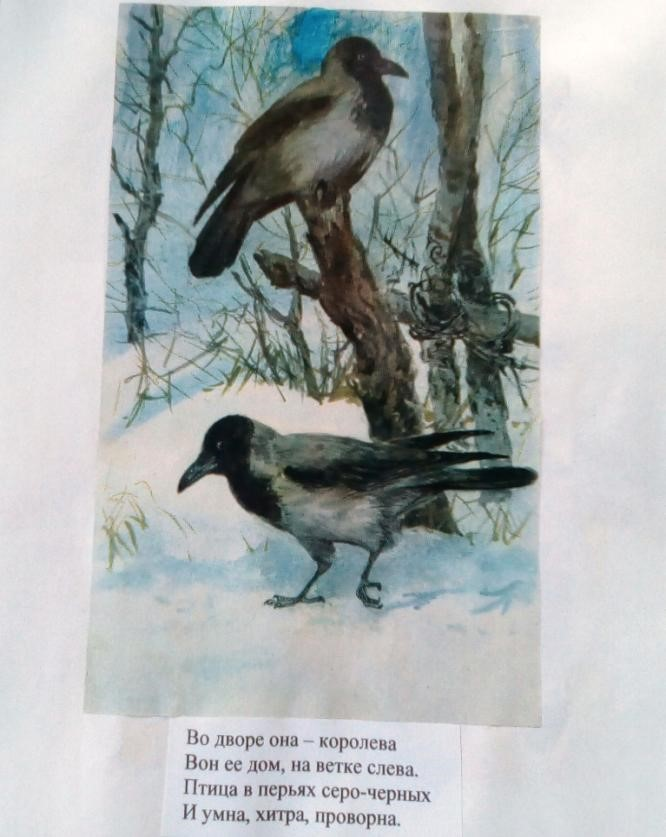 Во дворе она – королева
Вон ее дом, на ветке слева.
Птица в перьях серо-черных
И умна, хитра, проворна.